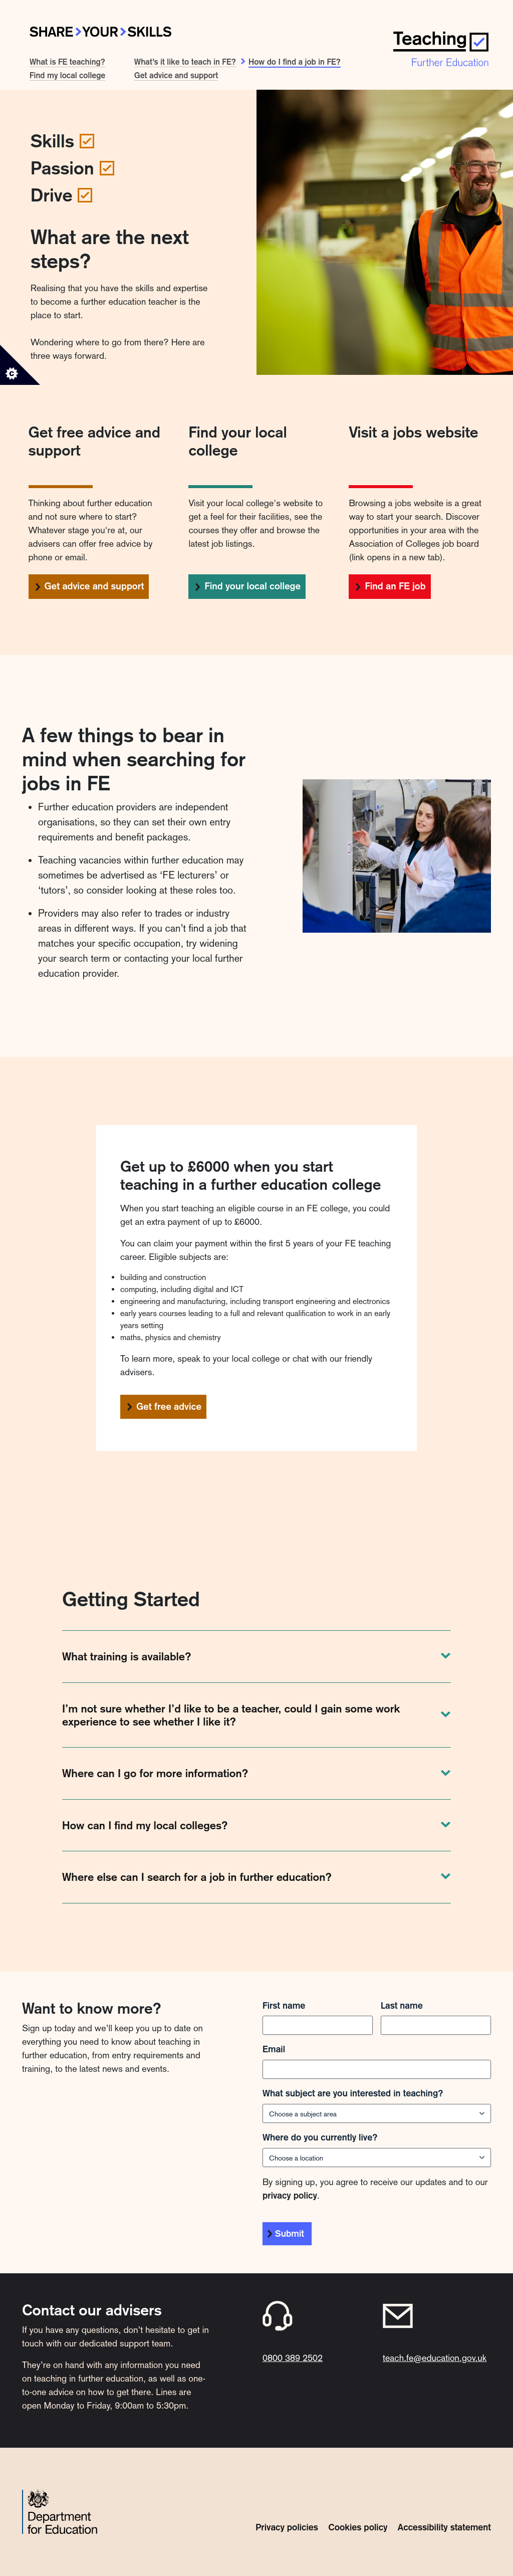 SHARE YOUR SKILLS
Teaching
Further Education
What is FE teaching?
What's it like to teach in FE?
How do I find a job in FE?
Find my local college
Get advice and support
Skills
Passion
Drive
What are the next
steps?
Realising that you have the skills and expertise
to become a further education teacher is the
place to start.
Wondering where to go from there? Here are
three ways forward.
Get free advice and
support
Thinking about further education
and not sure where to start?
Whatever stage you're at, our
advisers can offer free advice by
phone or email.
Get advice and support
Find your local
college
Visit your local college's website to
get a feel for their facilities, see the
courses they offer and browse the
latest job listings.
Find your local college
Visit a jobs website
Browsing a jobs website is a great
way to start your search. Discover
opportunities in your area with the
Association of Colleges job board
(link opens in a new tab).
Find an FE job
A few things to bear in
mind when searching for
jobs in FE
• Further education providers are independent
organisations, so they can set their own entry
requirements and benefit packages.
• Teaching vacancies within further education may
sometimes be advertised as ‘FE lecturers’ or
‘tutors’, so consider looking at these roles too.
• Providers may also refer to trades or industry
areas in different ways. If you can’t find a job that
matches your specific occupation, try widening
your search term or contacting your local further
education provider.
Get up to £6000 when you start
teaching in a further education college
When you start teaching an eligible course in an FE college, you could
get an extra payment of up to £6000.
You can claim your payment within the first 5 years of your FE teaching
career. Eligible subjects are:
• building and construction
• computing, including digital and ICT
• engineering and manufacturing, including transport engineering and electronics
• early years courses leading to a full and relevant qualification to work in an early
years setting
• maths, physics and chemistry
To learn more, speak to your local college or chat with our friendly
advisers.
Get free advice
Getting Started
What training is available?
I'm not sure whether I'd like to be a teacher, could I gain some work
experience to see whether I like it?
Where can I go for more information?
How can I find my local colleges?
Where else can I search for a job in further education?
Want to know more?
Sign up today and we’ll keep you up to date on
everything you need to know about teaching in
further education, from entry requirements and
training, to the latest news and events.
First name
Last name
Email
What subject are you interested in teaching?
Choose a subject area
Where do you currently live?
Choose a location
By signing up, you agree to receive our updates and to our
privacy policy.
Submit
Contact our advisers
If you have any questions, don’t hesitate to get in
touch with our dedicated support team.
They’re on hand with any information you need
on teaching in further education, as well as one-
to-one advice on how to get there. Lines are
open Monday to Friday, 9:00am to 5:30pm.
0800 389 2502
teach.fe@education.gov.uk
Department
for Education
Privacy policies
Cookies policy
Accessibility statement